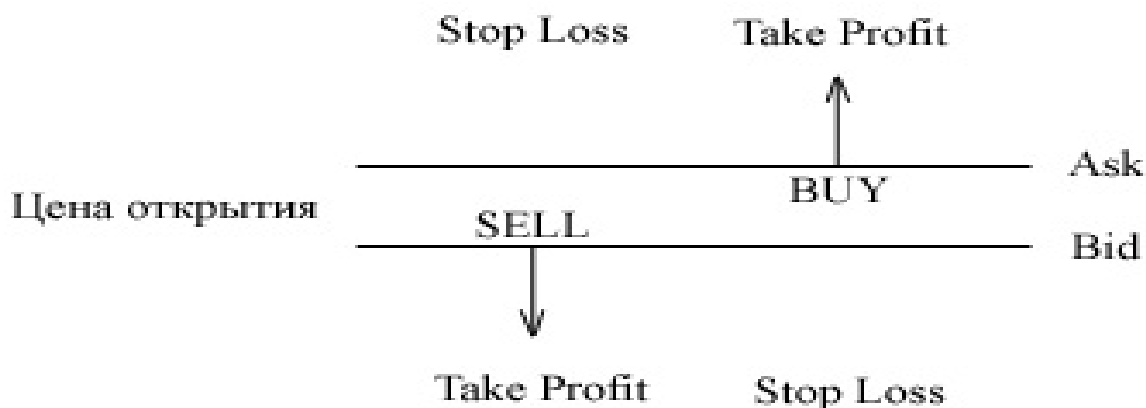 Stop Loss Take Profit
Ask
BUY
Цена открытия
SELL
Bid
Take Profit Stop Loss